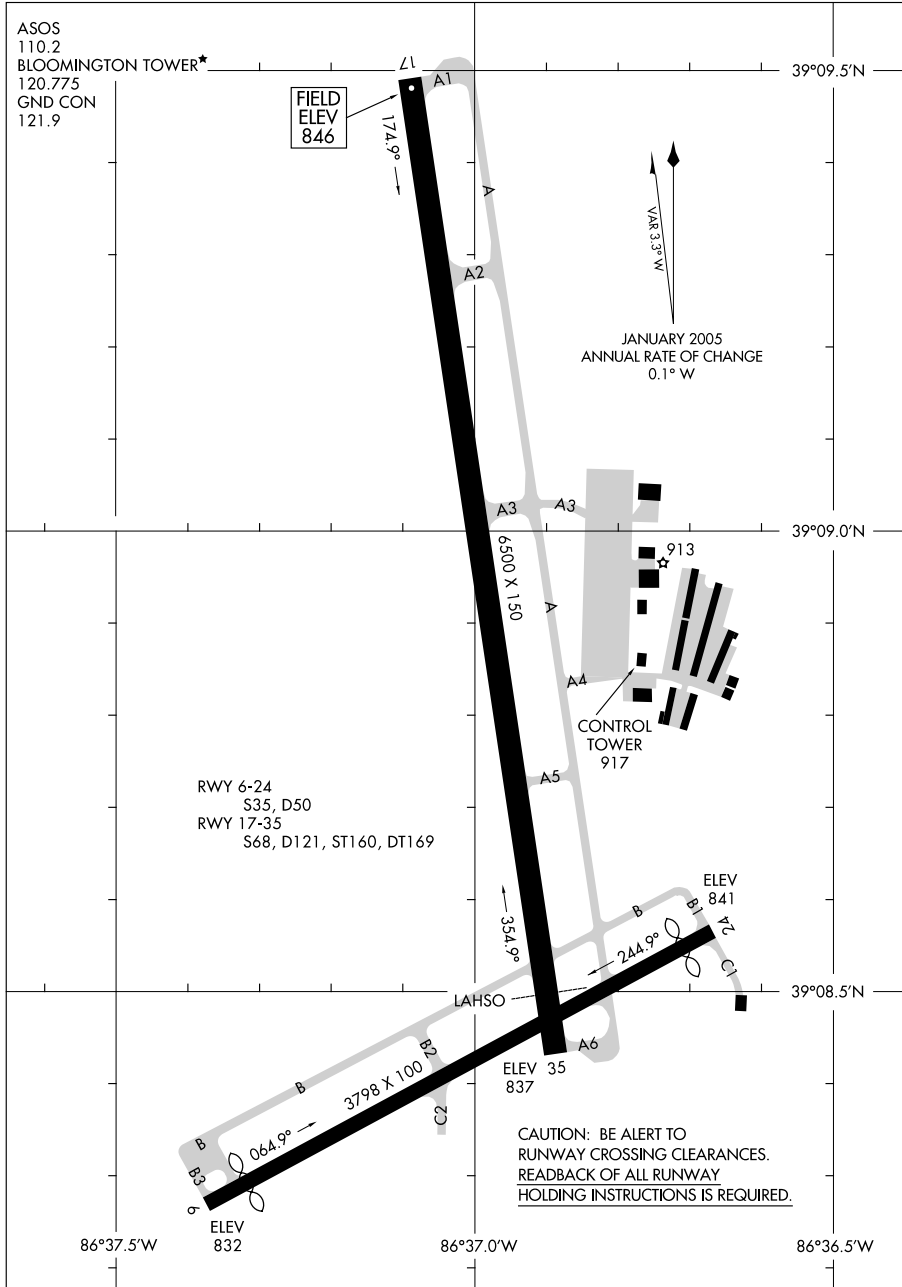 ASOS
110.2
BLOOMINGTON TOWER★
120.775
GND CON
121.9
17
A1
39°09.5'N
FIELD
ELEV
846
174.9°
A
VAR 3.3° W
A2
JANUARY 2005
ANNUAL RATE OF CHANGE
0.1° W
A3
A3
39°09.0'N
6500 X 150
913
A
A4
CONTROL
TOWER
917
A5
RWY 6-24
S35, D50
RWY 17-35
S68, D121, ST160, DT169
ELEV
841
B
B1
24
354.9°
244.9°
C1
LAHSO
39°08.5'N
B2
A6
ELEV
837
35
B
3798 X 100
C2
B
064.9°
B3
6
ELEV
832
CAUTION: BE ALERT TO
RUNWAY CROSSING CLEARANCES.
READBACK OF ALL RUNWAY
HOLDING INSTRUCTIONS IS REQUIRED.
86°37.5'W
86°37.0'W
86°36.5'W